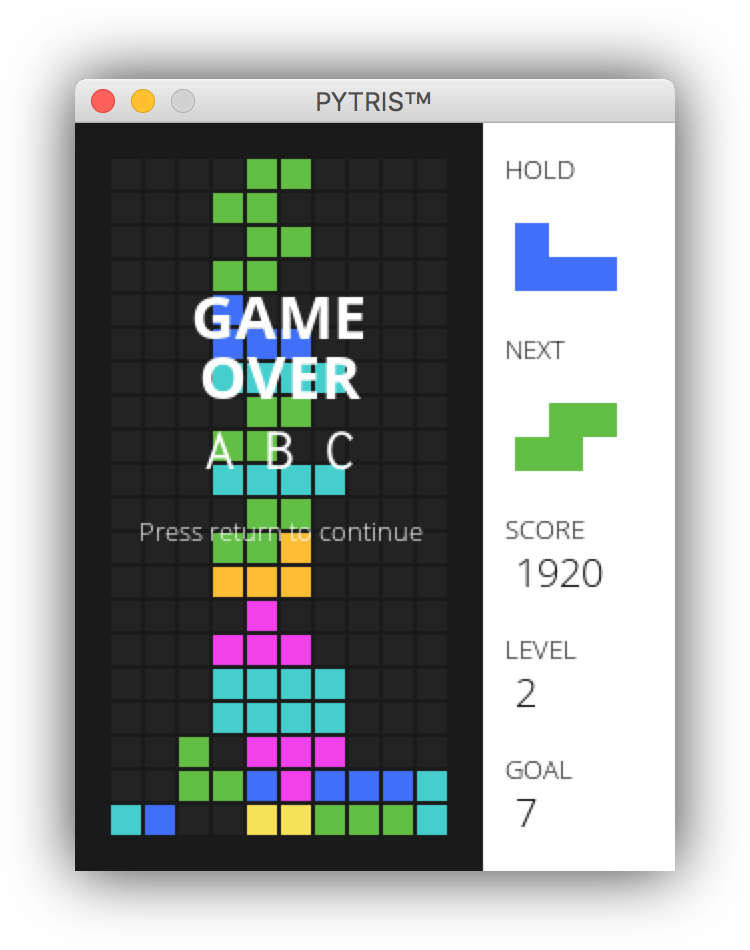 PYTRIS™
GAME
OVER
A B C
Press return to continue
HOLD
NEXT
SCORE
1920
LEVEL
2
GOAL
7